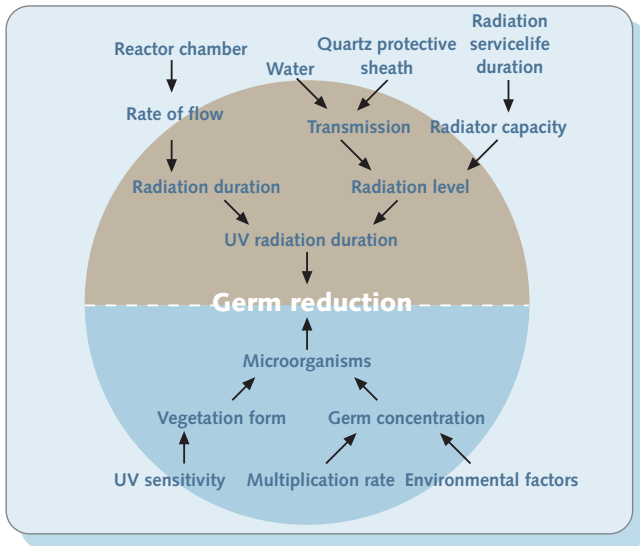 Reactor chamber
Water
Quartz protective
sheath
Radiation
servicelife
duration
Rate of flow
Transmission
Radiator capacity
Radiation duration
Radiation level
UV radiation duration
Germ reduction
Microorganisms
Vegetation form
Germ concentration
UV sensitivity
Multiplication rate
Environmental factors